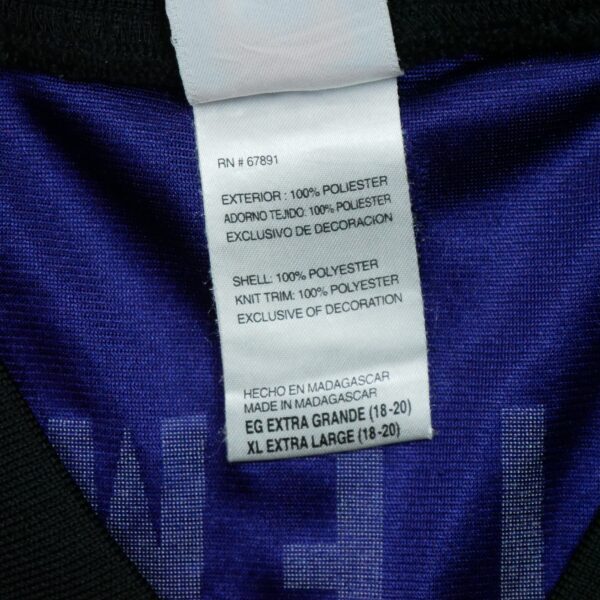 RN # 67891
EXTERIOR : 100% POLIESTER
ADORNO TEJIDO: 100% POLIESTER
EXCLUSIVO DE DECORACION
SHELL: 100% POLYESTER
KNIT TRIM: 100% POLYESTER
EXCLUSIVE OF DECORATION
HECHO EN MADAGASCAR
MADE IN MADAGASCAR
EG EXTRA GRANDE (18-20)
XL EXTRA LARGE (18-20)